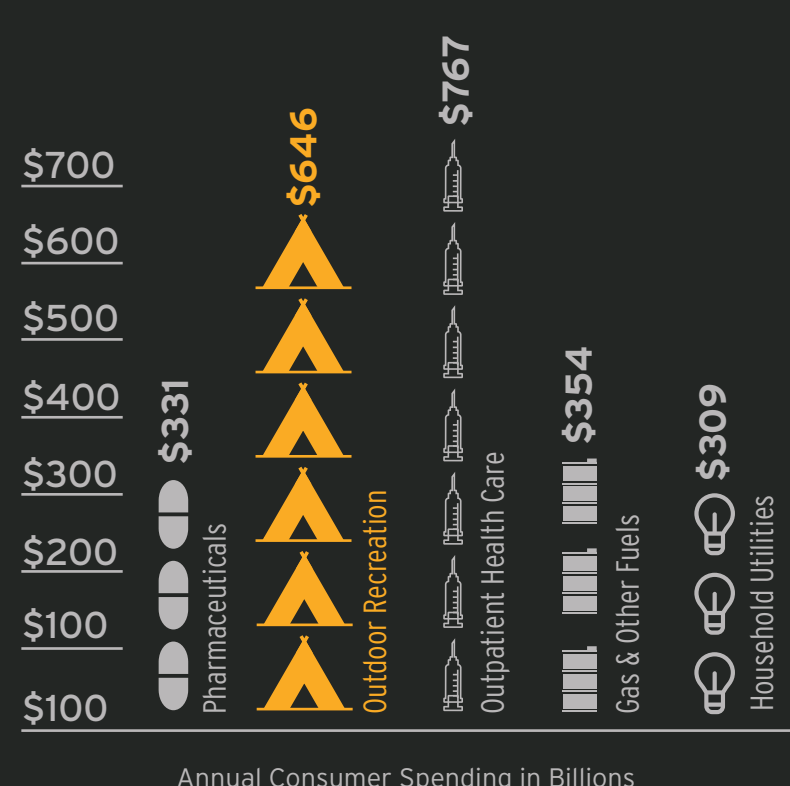 $700
$600
$500
$400
$300
$200
$100
$100
$331
Pharmaceuticals
$646
Outdoor Recreation
$767
Outpatient Health Care
$354
Gas & Other Fuels
$309
Household Utilities
Annual Consumer Spending in Billions